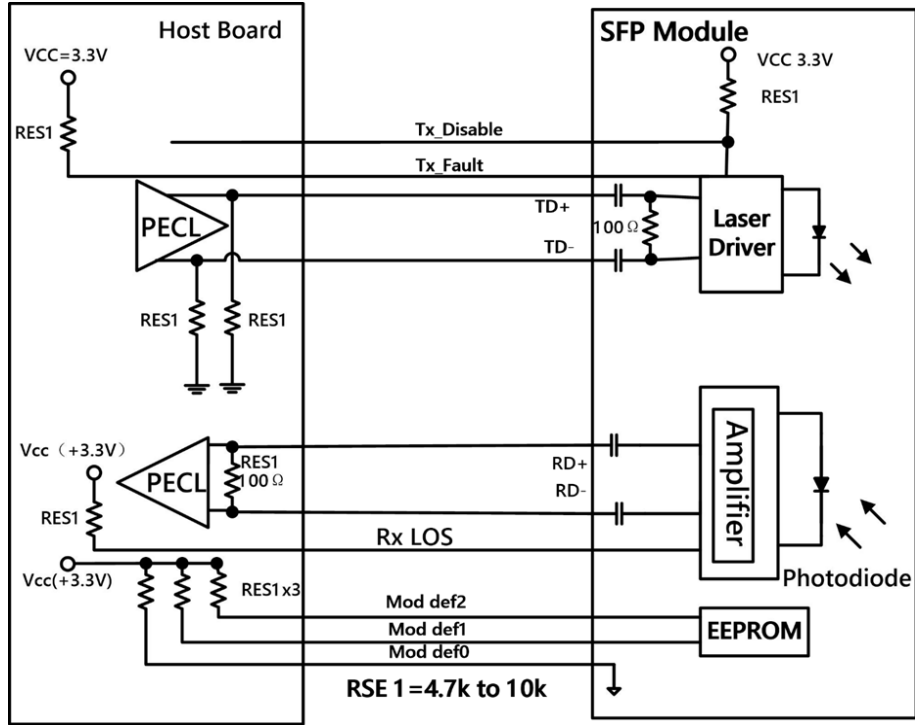 Host Board
SFP Module
VCC=3.3V
VCC 3.3V
RES1
RES1
Tx_Disable
Tx_Fault
PECL
TD+
100Ω
TD-
Laser
Driver
RES1
RES1
Vcc（+3.3V）
PECL
RES1
100Ω
RD+
RD-
Amplifier
RES1
Rx LOS
Vcc(+3.3V)
Photodiode
RES1x3
Mod def2
Mod def1
Mod def0
EEPROM
RSE 1=4.7k to 10k